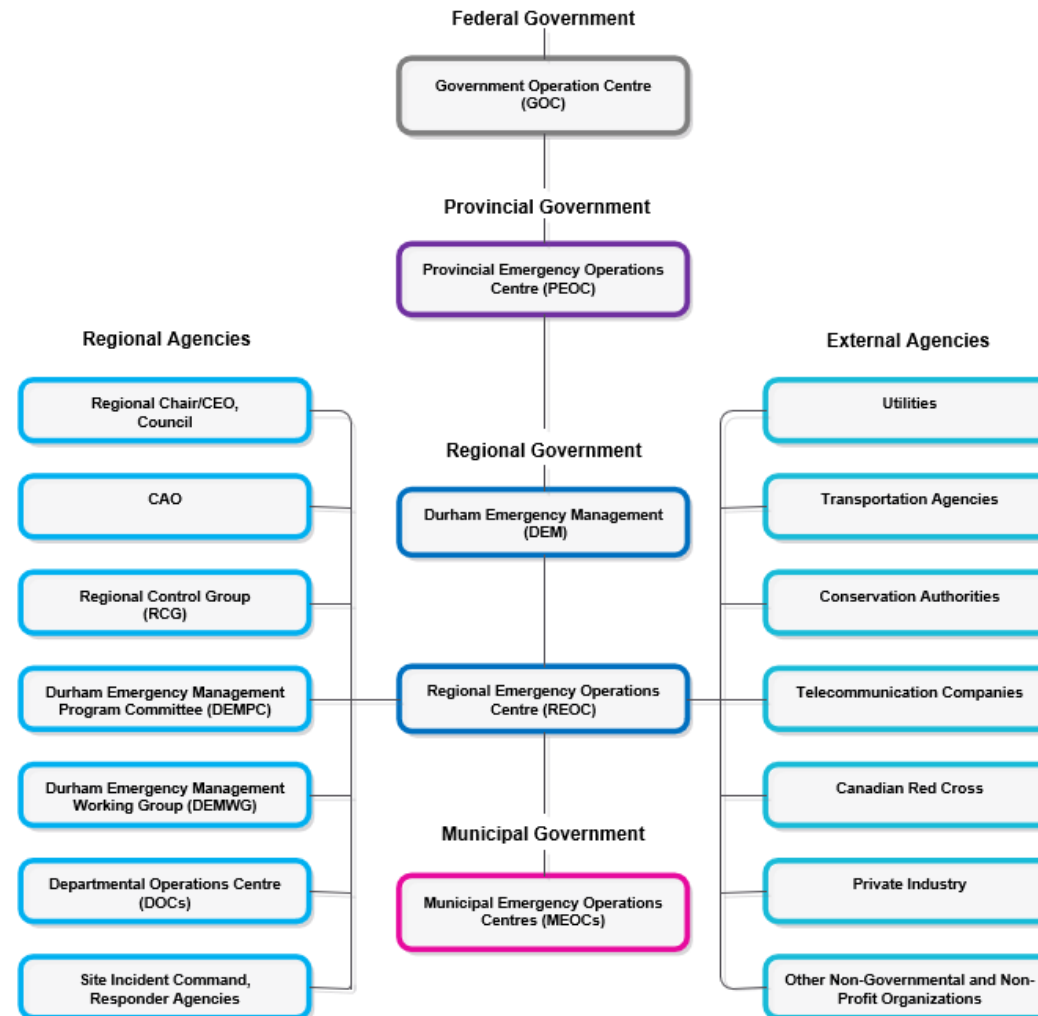 Federal Government
Government Operation Centre
(GOC)
Provincial Government
Provincial Emergency Operations
Centre (PEOC)
Regional Agencies
Regional Chair/CEO,
Council
CAO
Regional Control Group
(RCG)
Durham Emergency Management
Program Committee (DEMPC)
Durham Emergency Management
Working Group (DEMWG)
Departmental Operations Centre
(DOCs)
Site Incident Command,
Responder Agencies
Regional Government
Durham Emergency Management
(DEM)
Regional Emergency Operations
Centre (REOC)
Municipal Government
Municipal Emergency Operations
Centres (MEOCs)
External Agencies
Utilities
Transportation Agencies
Conservation Authorities
Telecommunication Companies
Canadian Red Cross
Private Industry
Other Non-Governmental and Non-
Profit Organizations